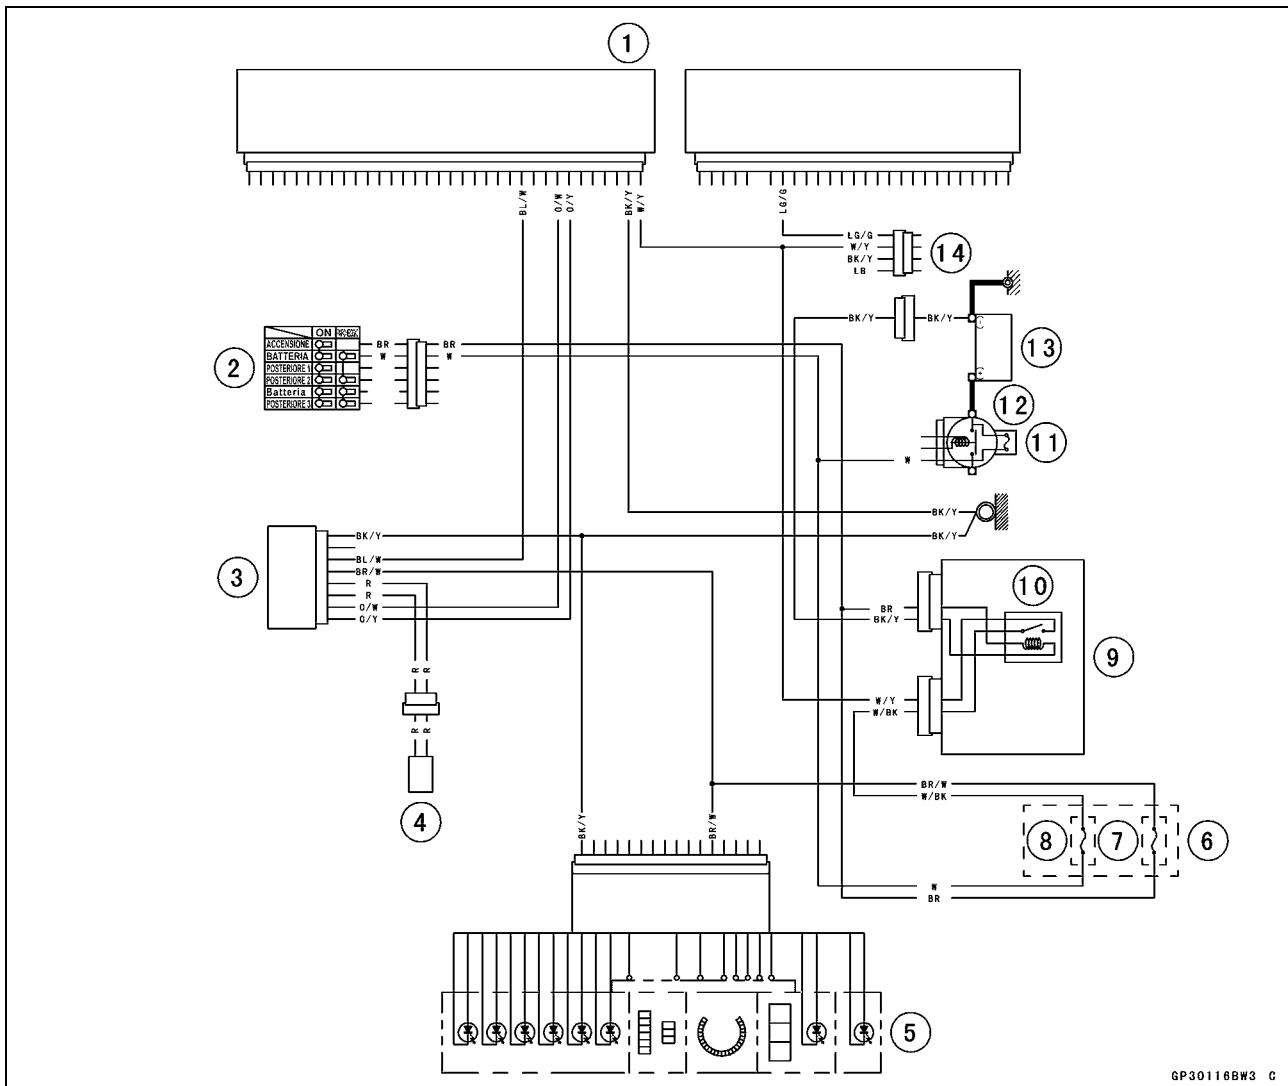 1
BL/W
O/W
O/Y
BK/Y
W/Y
LG/G
LG/G
W/Y
BK/Y
LB
14
BK/Y
BK/Y
(-)
13
(+)
12
11
W
ON
ACCENSIONE
BATTERIA
POSTERIORE 1
POSTERIORE 2
Batteria
POSTERIORE 3
2
BR
W
BR
W
BK/Y
BK/Y
3
BK/Y
BL/W
BR/W
R
R
O/W
O/Y
R
R
R
R
4
10
BR
BK/Y
9
W/Y
W/BK
BR/W
W/BK
8
7
6
W
BR
BK/Y
BR/W
5
GP30116BW3 C